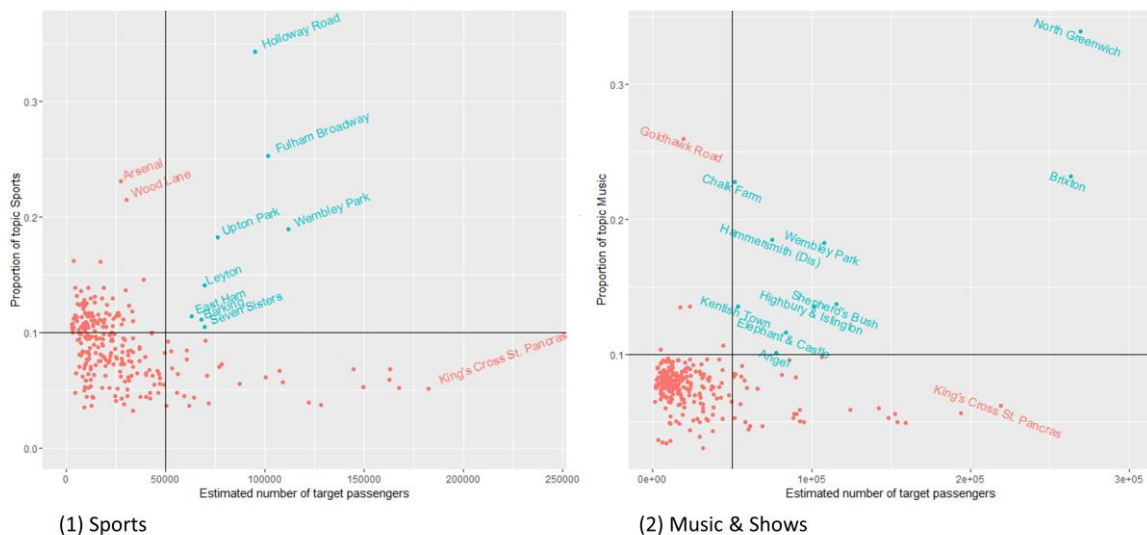 Holloway Road
Fulham Broadway
Arsenal
Wood Lane
Upton Park
Wembley Park
Leyton
East Ham
Barking
Seven Sisters
King's Cross St. Pancras
Proportion of topic Sports
0.3
0.2
0.1
0.0
0
50000
100000
150000
200000
250000
Estimated number of target passengers
(1) Sports
North Greenwich
Goldhawk Road
Chalk Farm
Brixton
Hammersmith (Dis)
Wembley Park
Shepherd's Bush
Highbury & Islington
Kentish Town
Elephant & Castle
Angel
King's Cross St. Pancras
Proportion of topic Music
0.3
0.2
0.1
0e+00
1e+05
2e+05
3e+05
Estimated number of target passengers
(2) Music & Shows